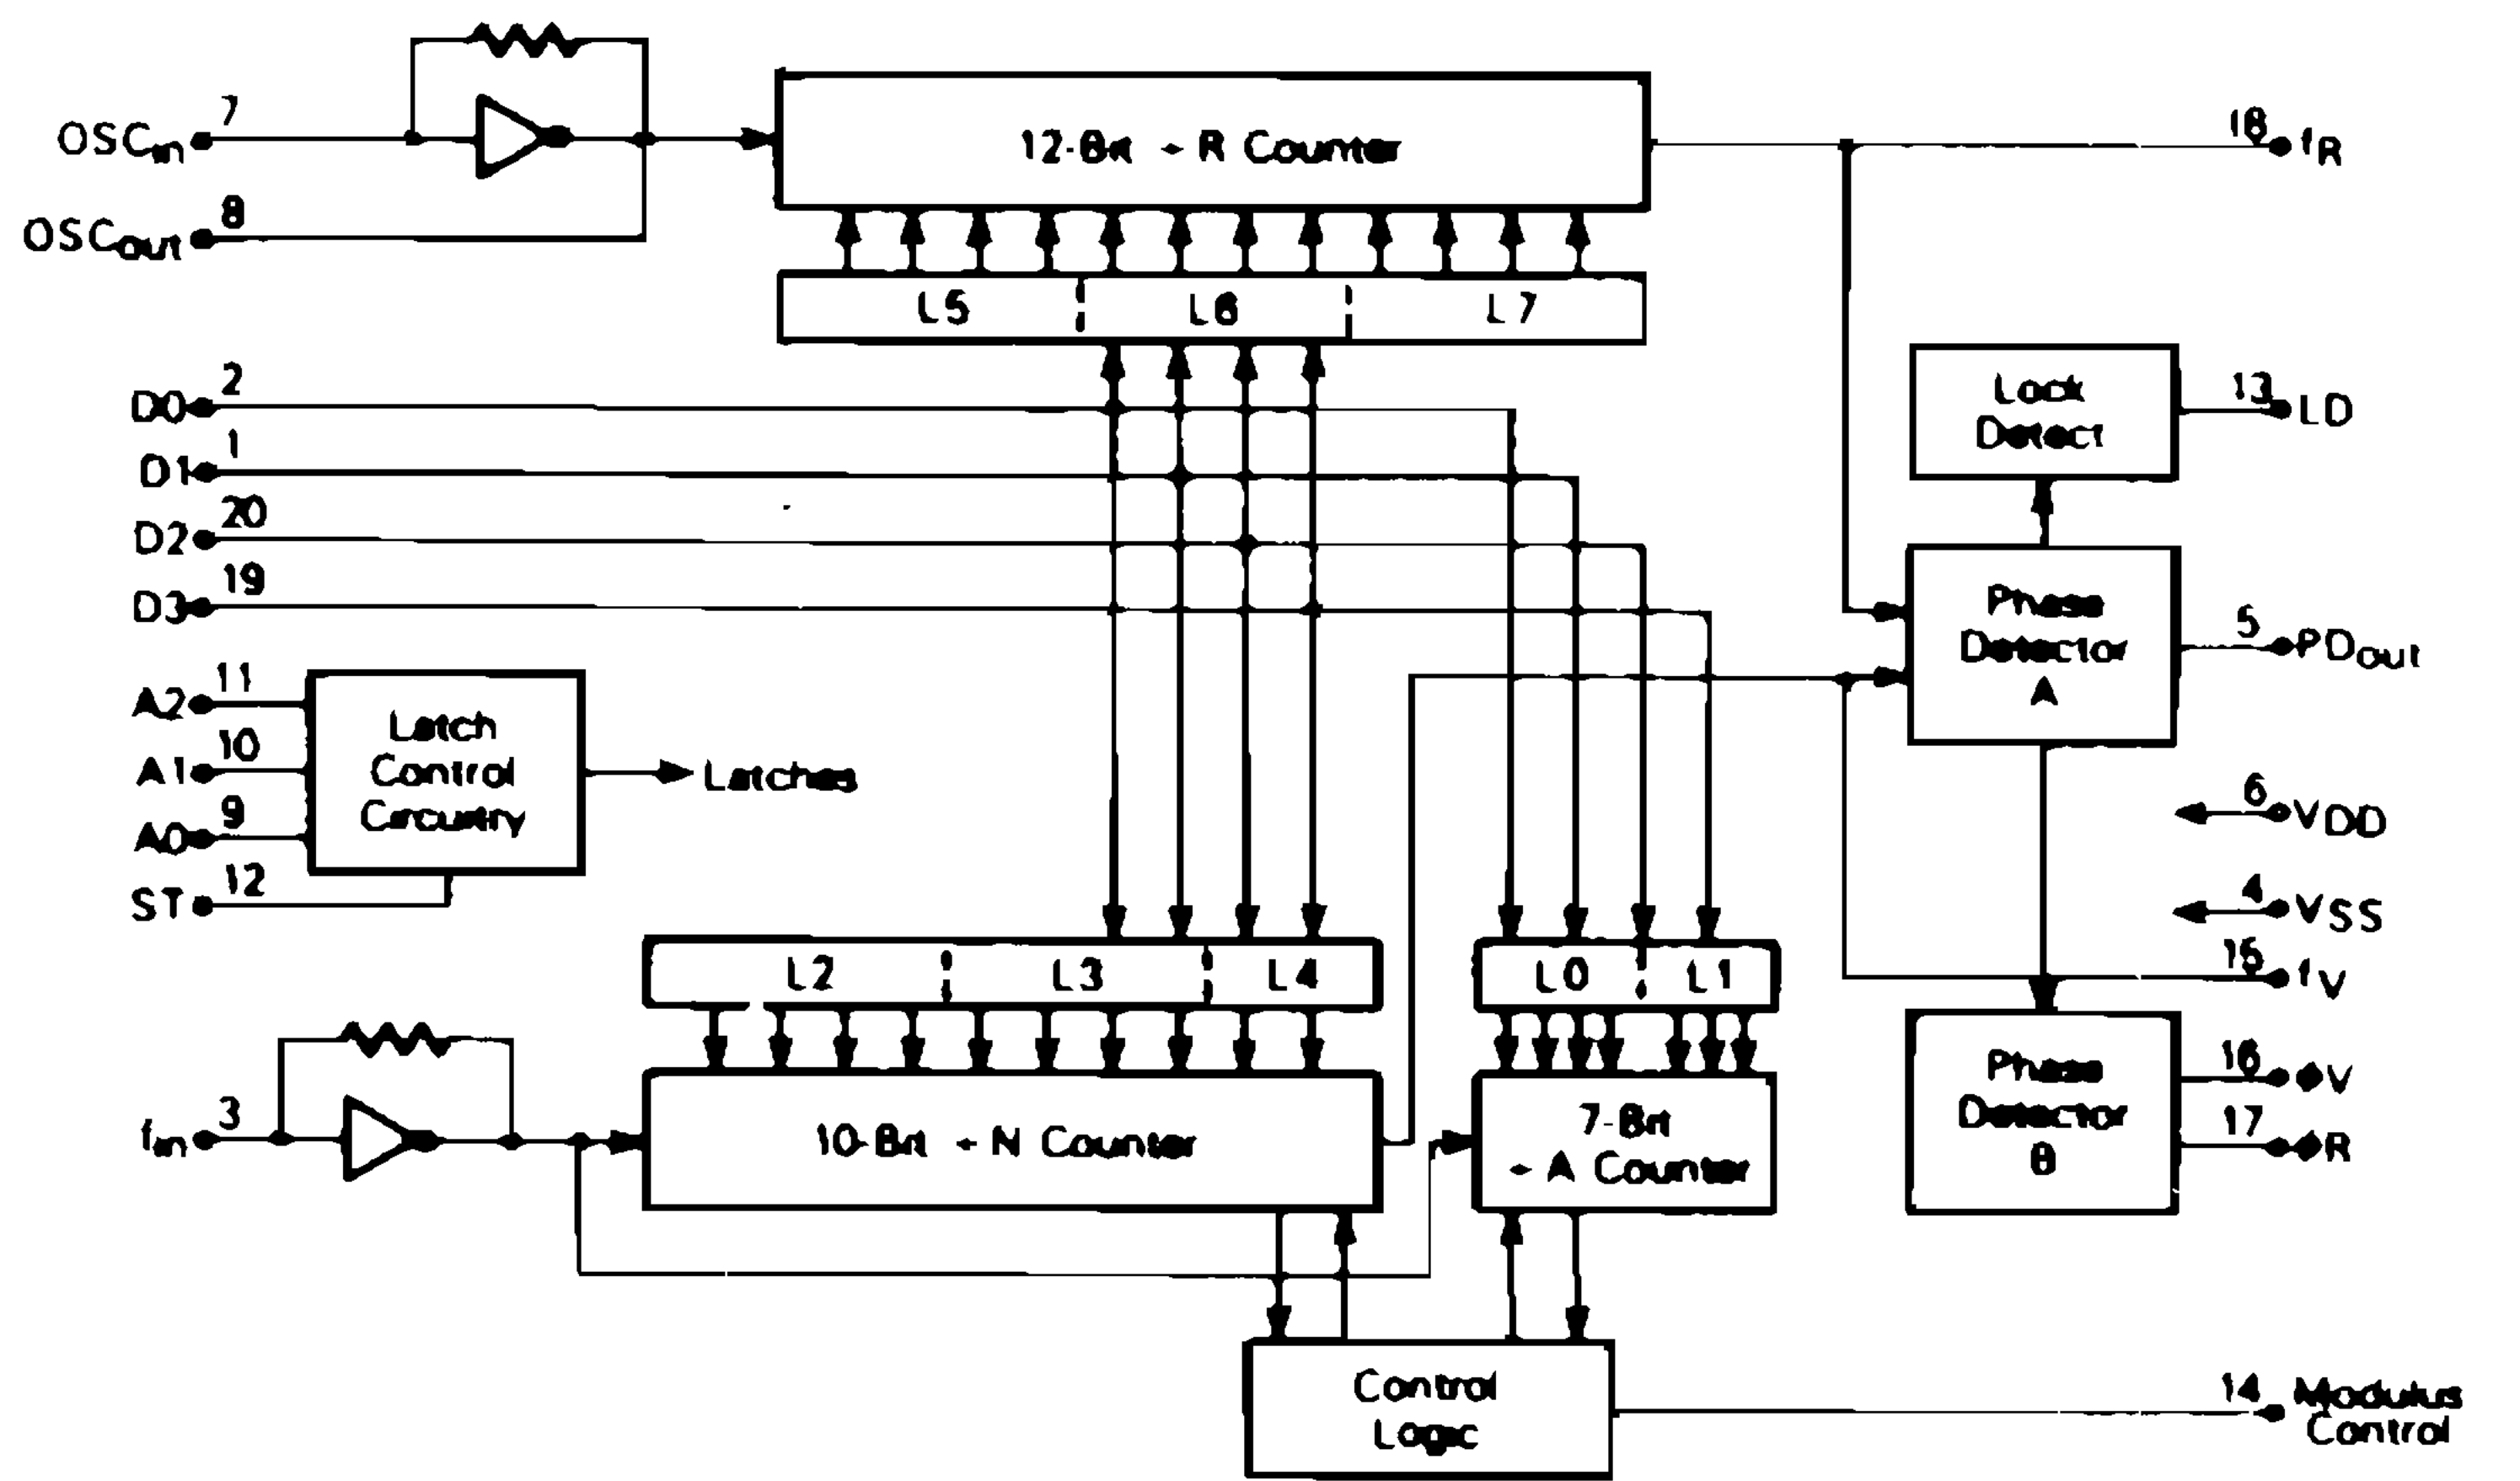 7
OSCin
8
OSCout
12-Bit ÷ R Counter
18
fR
L5 L6 L7
2
D0
1
D1
20
D2
19
D3
Lock
Detect
13
LD
Phase
Detector
A
5
PDout
11
A2
10
A1
9
A0
12
ST
Latch
Control
Circuitry
Latches
6
VDD
4
VSS
15
fV
L2 L3 L4
L0 L1
3
fin
10-Bit ÷ N Counter
7-Bit
÷ A Counter
Phase
Detector
B
16
φV
17
φR
Control
Logic
14
Modulus
Control